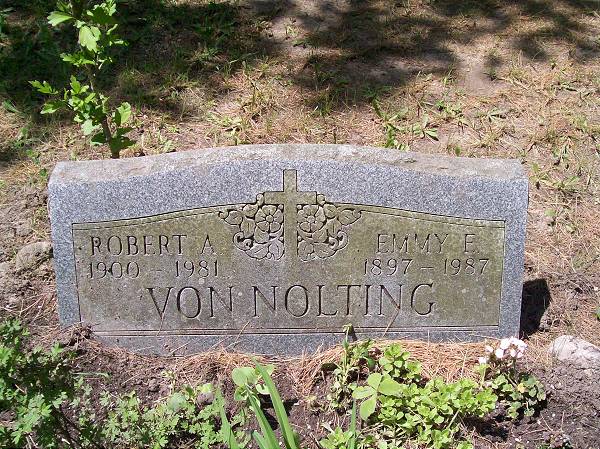 ROBERT A. EMMY E.
1900 - 1981 1897 - 1987
VON NOLTING